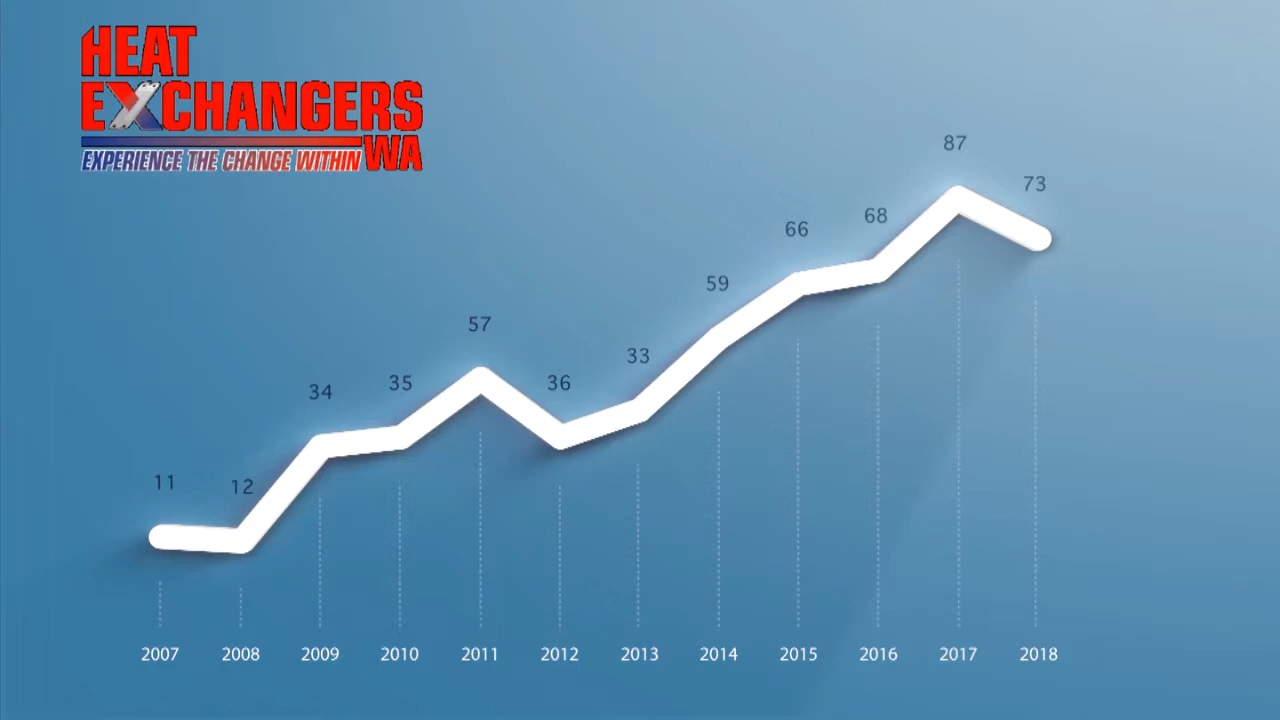 HEAT
EXCHANGERS
WA
EXPERIENCE THE CHANGE WITHIN
87
73
68
66
59
57
33
36
35
34
12
11
2007 2008 2009 2010 2011 2012 2013 2014 2015 2016 2017 2018